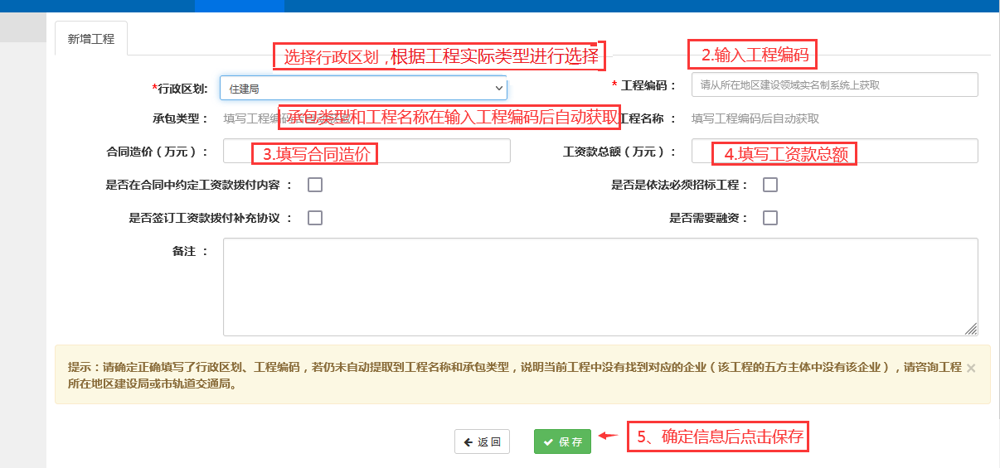 新增工程
选择行政区划，根据工程实际类型进行选择
2.输入工程编码
*行政区划:
住建局
* 工程编码：
请从所在地区建设领域实名制系统上获取
承包类型：
填写工程编码后自动获取
承包类型和工程名称在输入工程编码后自动获取
工程名称：
填写工程编码后自动获取
合同造价（万元）：
3.填写合同造价
工资款总额（万元）：
4.填写工资款总额
是否在合同中约定工资款拨付内容 ：
是否是依法必须招标工程：
是否签订工资款拨付补充协议 ：
是否需要融资：
备注 ：
提示：请确定正确填写了行政区划、工程编码，若仍未自动提取到工程名称和承包类型，说明当前工程中没有找到对应的企业（该工程的五方主体中没有该企业），请咨询工程
所在地区建设局或市轨道交通局。
返回
保存
5、确定信息后点击保存